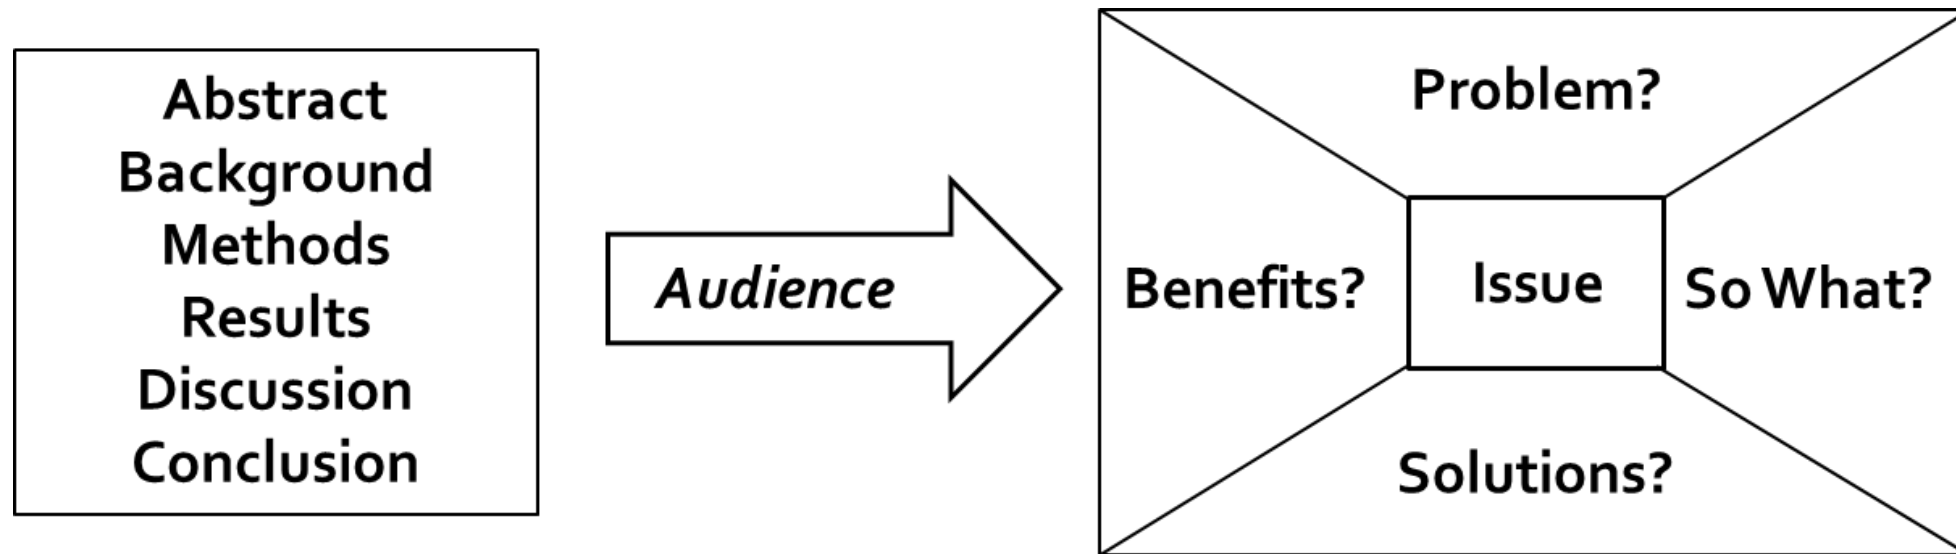 Abstract
Background
Methods
Results
Discussion
Conclusion
Audience
Problem?
Benefits?
Issue
So What?
Solutions?